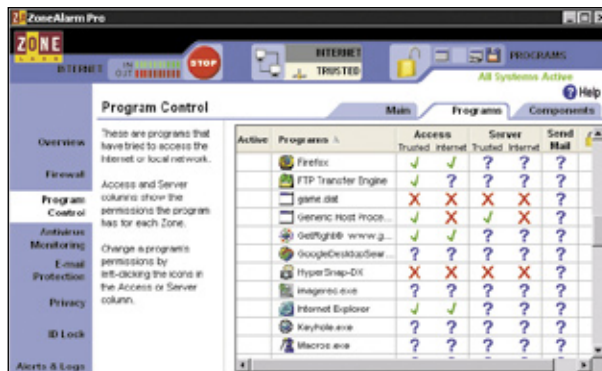 ZoneAlarm Pro
ZONE
LABS
INTERNET
IN
OUT
STOP
INTERNET
TRUSTED
PROGRAMS
All Systems Active
Help
Program Control
Main
Programs
Components
Overview
Firewall
Program
Control
Antivirus
Monitoring
E-mail
Protection
Privacy
ID Lock
Alerts & Logs
These are programs that
have tried to access the
Internet or local network.
Access and Server
columns show the
permissions the program
has for each Zone.
Change a program's
permissions by
left-clicking the icons in
the Access or Server
column.
Active Programs Access Server Send
Trusted Internet Trusted Internet Mail
Firefox ? ? ?
FTP Transfer Engine ? ? ? ?
game.dat X X X X ?
Generic Host Proce... X X ?
GetRight® www.g... ? ? ?
GoogleDesktopSear... ? ? ? ? ?
HyperSnap-DX X X X X ?
imagerec.exe ? ? ? ? ?
Internet Explorer ? ? ?
Keyhole.exe ? ? ? ? ?
Macros.exe ? ? ? ? ?